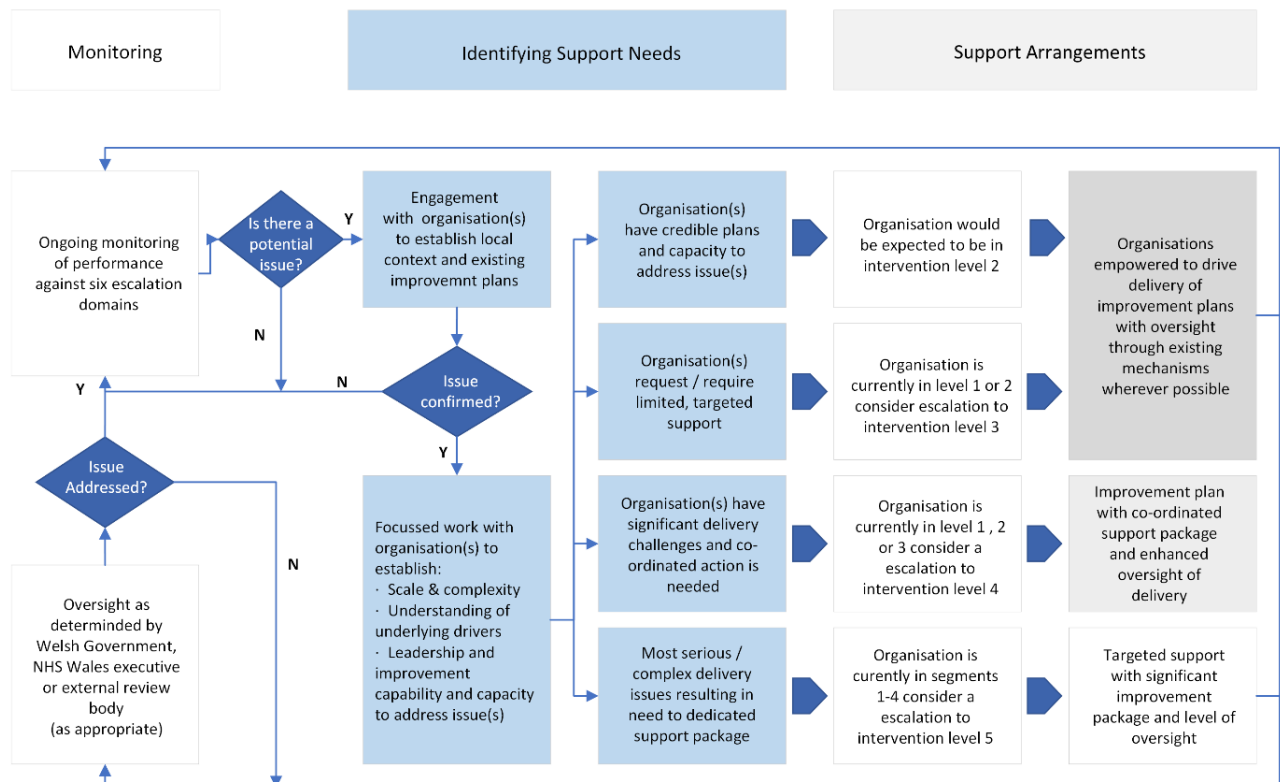 Monitoring
Identifying Support Needs
Support Arrangements
Ongoing monitoring
of performance
against six escalation
domains
Is there a
potential
issue?
Y
N
Engagement
with organisation(s)
to establish local
context and existing
improvemnt plans
Issue
confirmed?
N
Y
Focussed work with
organisation(s) to
establish:
· Scale & complexity
· Understanding of
underlying drivers
· Leadership and
improvement
capability and capacity
to address issue(s)
Organisation(s)
have credible plans
and capacity to
address issue(s)
Organisation would
be expected to be in
intervention level 2
Organisations
empowered to drive
delivery of
improvement plans
with oversight
through existing
mechanisms
wherever possible
Organisation(s)
request / require
limited, targeted
support
Organisation is
currently in level 1 or 2
consider escalation to
intervention level 3
Organisation(s) have
significant delivery
challenges and co-
ordinated action is
needed
Organisation is
currently in level 1 , 2
or 3 consider a
escalation to
intervention level 4
Improvement plan
with co-ordinated
support package
and enhanced
oversight of
delivery
Most serious /
complex delivery
issues resulting in
need to dedicated
support package
Organisation is
curently in segments
1-4 consider a
escalation to
intervention level 5
Targeted support
with significant
improvement
package and level of
oversight
Y
Issue
Addressed?
N
Oversight as
determinded by
Welsh Government,
NHS Wales executive
or external review
body
(as appropriate)